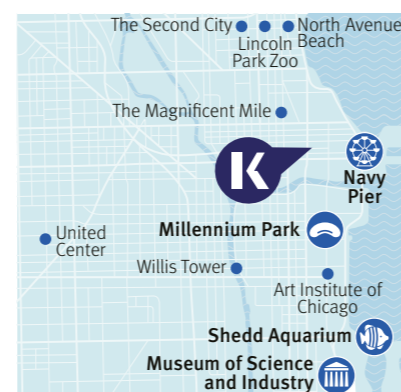 The Second City
Lincoln
Park Zoo
North Avenue
Beach
The Magnificent Mile
K
Navy
Pier
Millennium Park
United
Center
Willis Tower
Art Institute of
Chicago
Shedd Aquarium
Museum of Science
and Industry